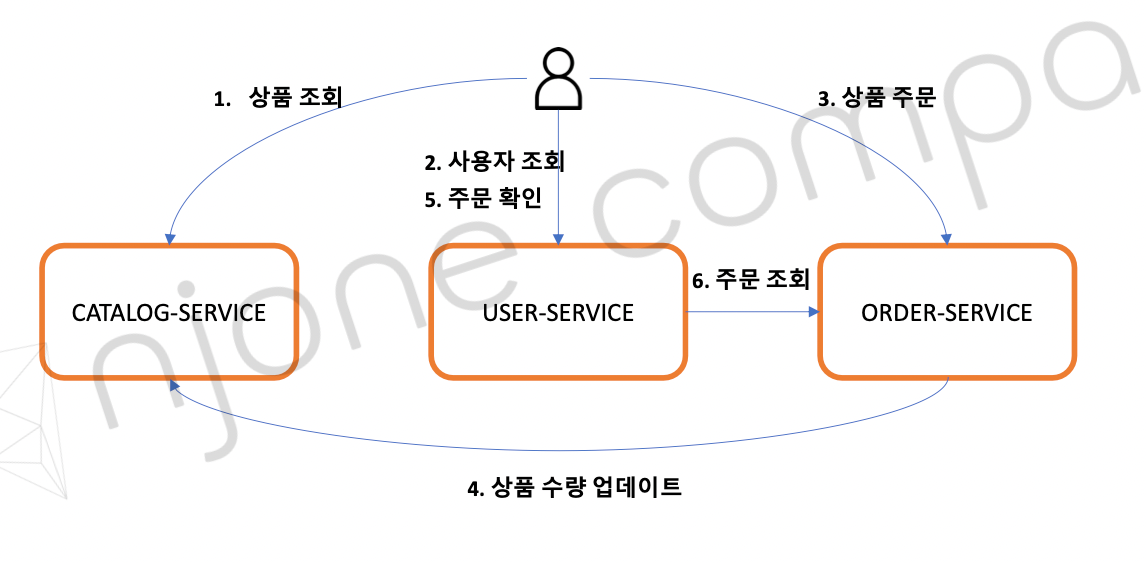 1. 상품 조회
3. 상품 주문
2. 사용자 조회
5. 주문 확인
6. 주문 조회
CATALOG-SERVICE
USER-SERVICE
ORDER-SERVICE
4. 상품 수량 업데이트
njone compa